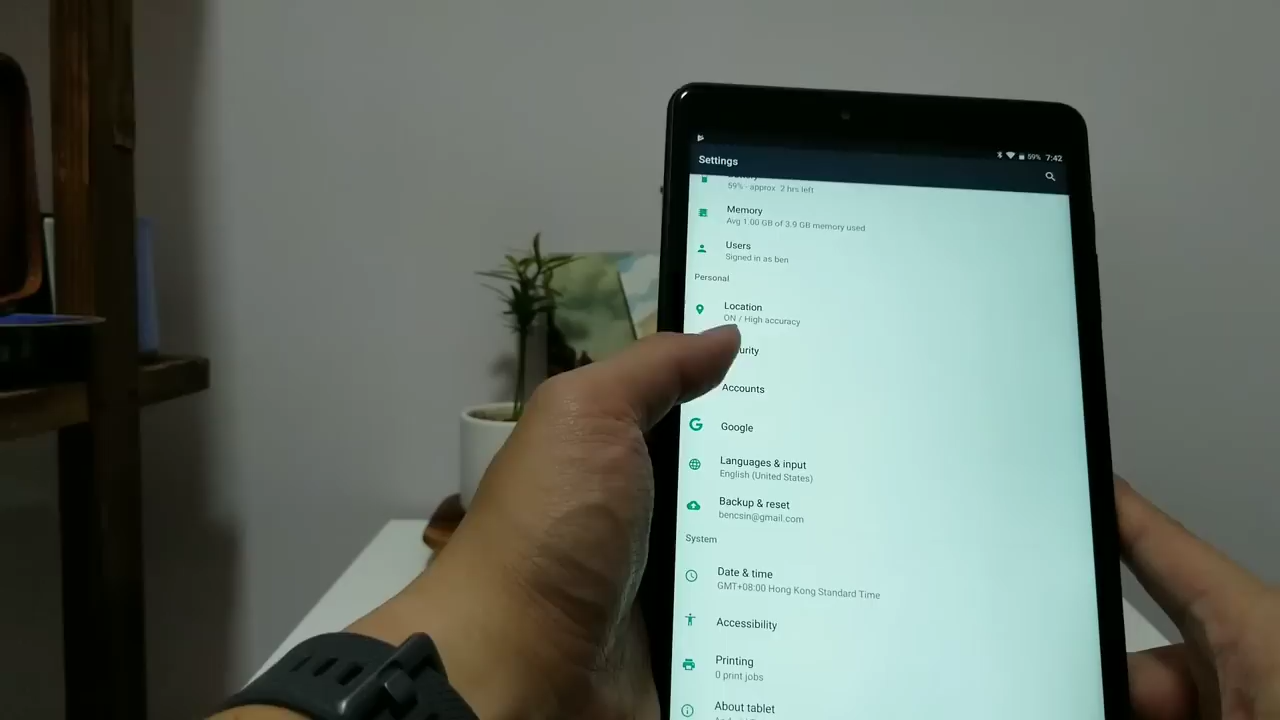 59% 7:42
Settings
59% - approx 2 hrs left
Memory
Avg 1.00 GB of 3.9 GB memory used
Users
Signed in as ben
Personal
Location
ON / High accuracy
urity
Accounts
Google
Languages & input
English (United States)
Backup & reset
bencsin@gmail.com
System
Date & time
GMT+08:00 Hong Kong Standard Time
Accessibility
Printing
0 print jobs
About tablet